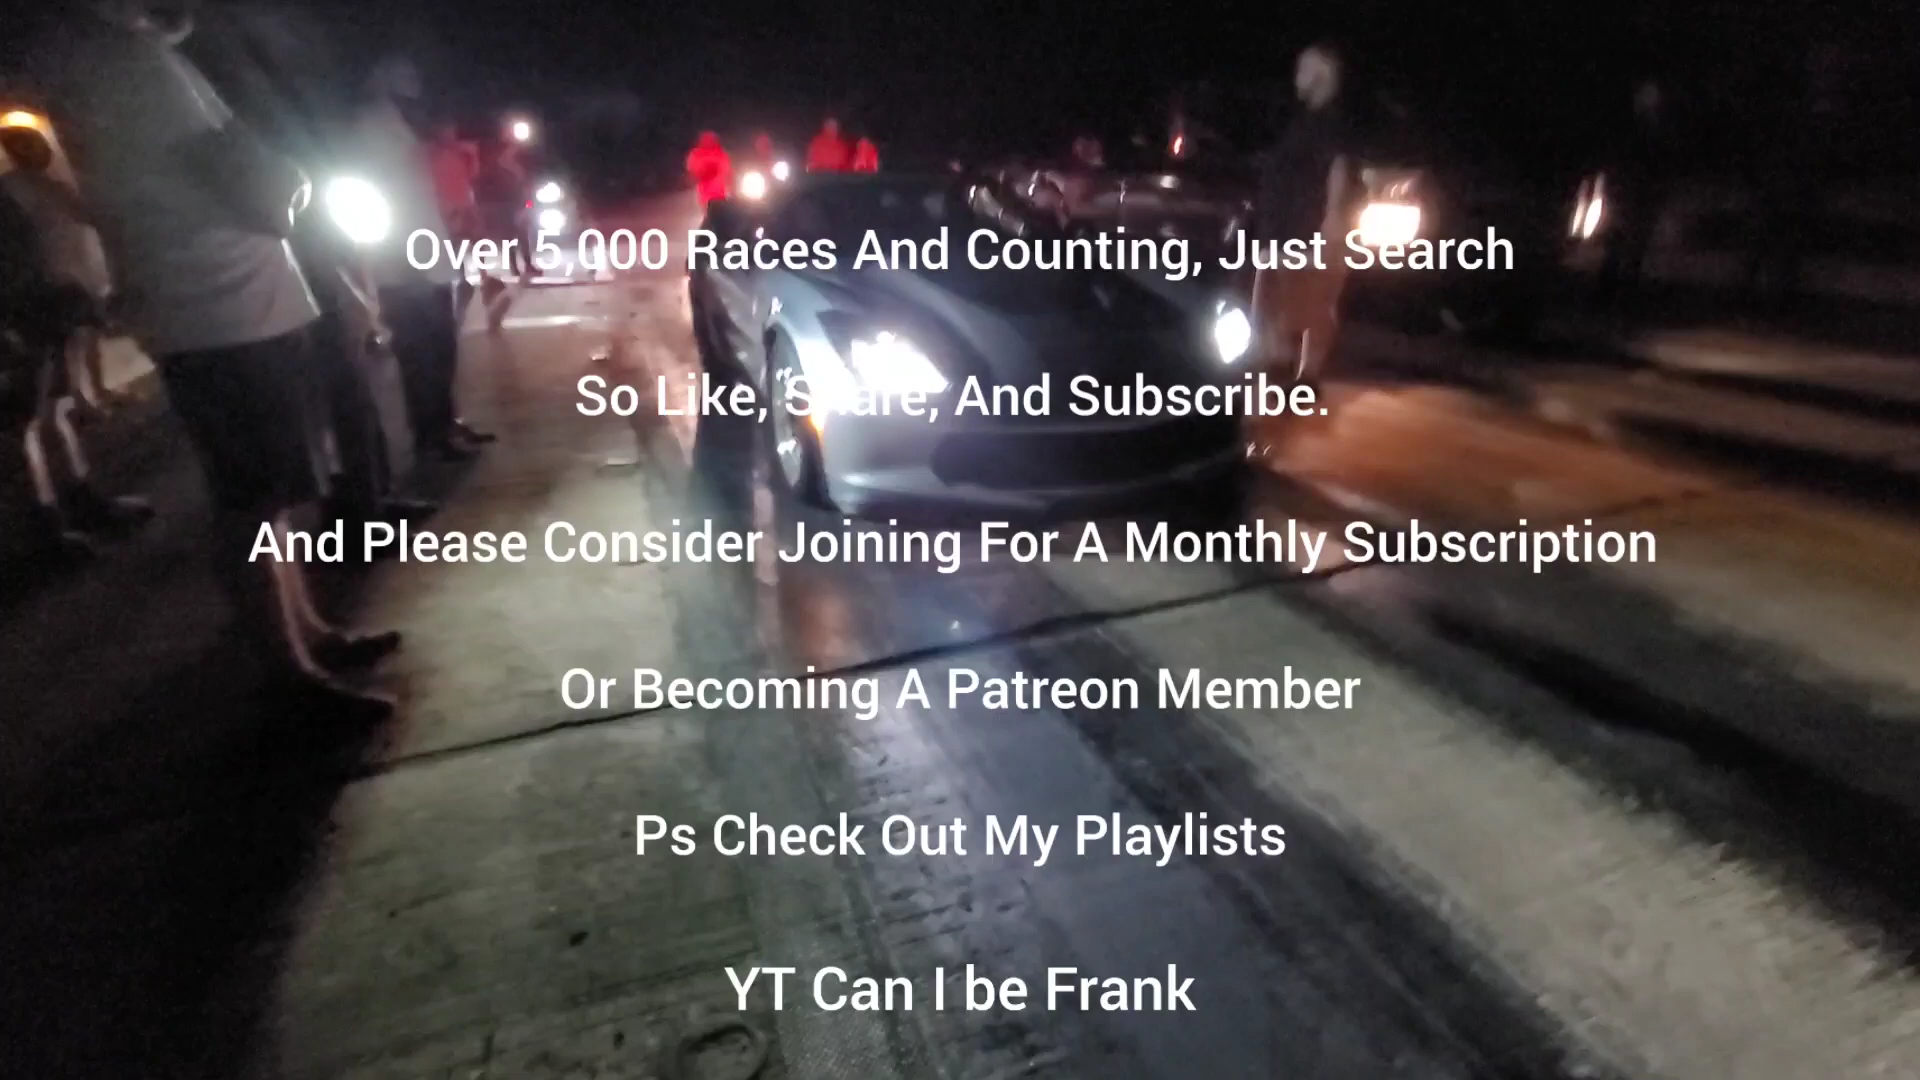 Over 5,000 Races And Counting, Just Search
So Like, Share, And Subscribe.
And Please Consider Joining For A Monthly Subscription
Or Becoming A Patreon Member
Ps Check Out My Playlists
YT Can I be Frank